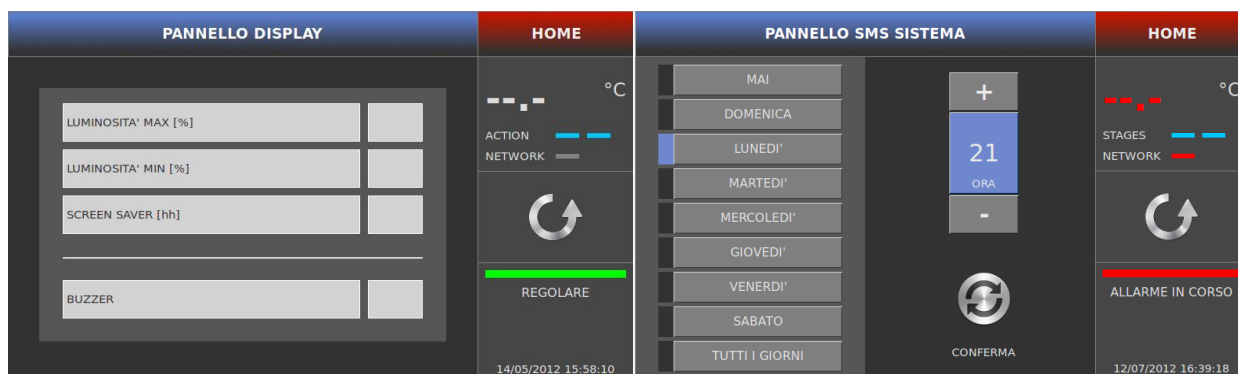 PANNELLO DISPLAY
HOME
LUMINOSITA' MAX [%]
LUMINOSITA' MIN [%]
SCREEN SAVER [hh]
BUZZER
--.-
°C
ACTION
NETWORK
REGOLARE
14/05/2012 15:58:10
PANNELLO SMS SISTEMA
HOME
MAI
DOMENICA
LUNEDI'
MARTEDI'
MERCOLEDI'
GIOVEDI'
VENERDI'
SABATO
TUTTI I GIORNI
+
21
ORA
-
CONFERMA
--.-
°C
STAGES
NETWORK
ALLARME IN CORSO
12/07/2012 16:39:18